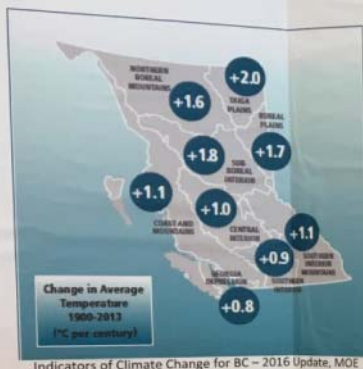 NORTHERN
BOREAL
MOUNTAINS
+1.6
+2.0
TAIGA
PLAINS
BOREAL
PLAINS
+1.7
+1.8
SUB-
BOREAL
INTERIOR
+1.1
COAST AND
MOUNTAINS
+1.0
CENTRAL
INTERIOR
+1.1
SOUTHERN
INTERIOR
MOUNTAINS
+0.9
SOUTHERN
INTERIOR
GEORGIA
DEPRESSION
+0.8
Change in Average
Temperature
1900-2013
(°C per century)
Indicators of Climate Change for BC – 2016 Update, MOE